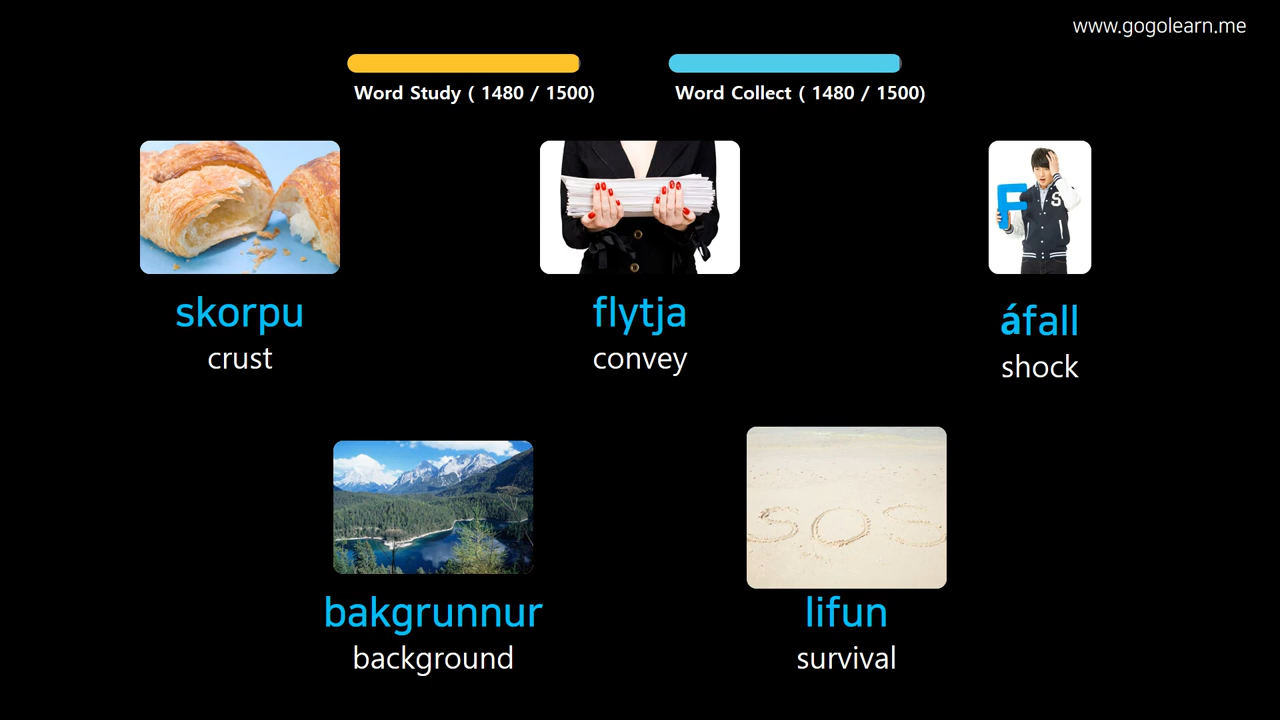 www.gogolearn.me
Word Study ( 1480 / 1500)
Word Collect ( 1480 / 1500)
F
S
skorpu
crust
flytja
convey
áfall
shock
SOS
bakgrunnur
background
lifun
survival